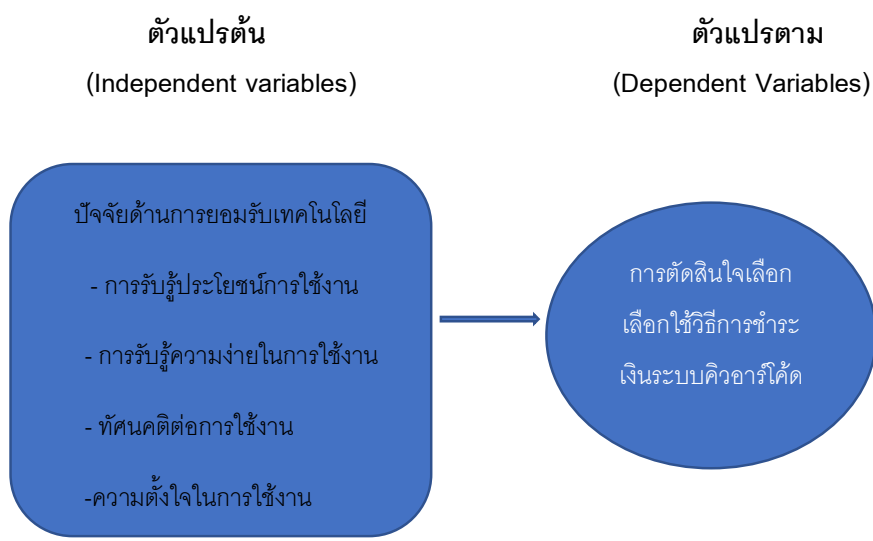 ตัวแปรต้น
(Independent variables)
ตัวแปรตาม
(Dependent Variables)
ปัจจัยด้านการยอมรับเทคโนโลยี
- การรับรู้ประโยชน์การใช้งาน
- การรับรู้ความง่ายในการใช้งาน
- ทัศนคติต่อการใช้งาน
-ความตั้งใจในการใช้งาน
การตัดสินใจเลือก
เลือกใช้วิธีการชำระ
เงินระบบคิวอาร์โค้ด